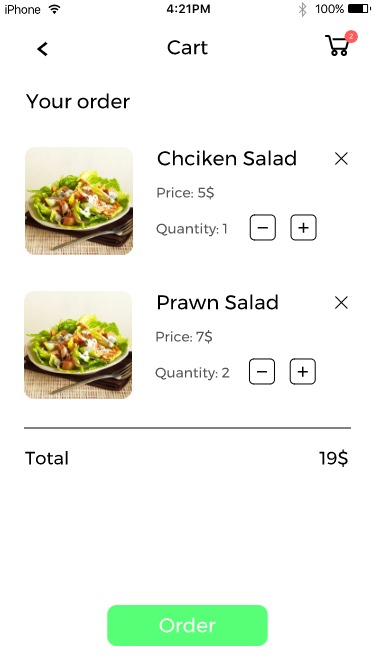 iPhone 4:21PM 100%
Cart 2
Your order
Chciken Salad
Price: 5$
Quantity: 1
Prawn Salad
Price: 7$
Quantity: 2
Total 19$
Order